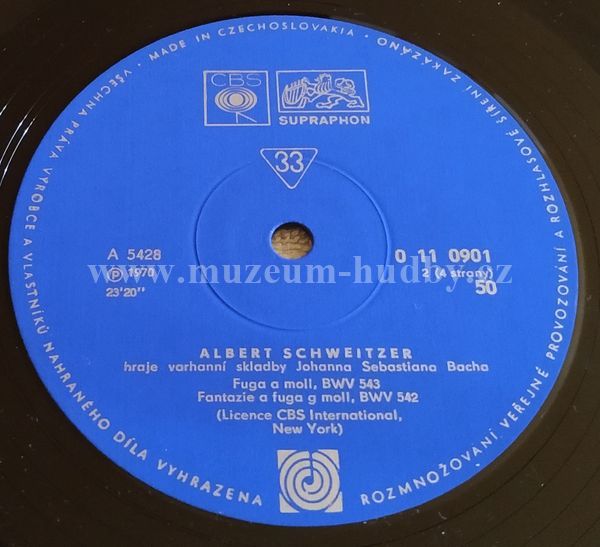 VŠECHNA PRÁVA VÝROBCE A VLASTNÍKŮ NAHRANÉHO DÍLA VYHRAZENA
MADE IN CZECHOSLOVAKIA •
ROZMNOŽOVÁNÍ VEŘEJNÉ PROVOZOVÁNÍ A ROZHLASOVÉ ŠÍŘENÍ ZAKÁZÁNO
CBS
SUPRAPHON
33
A 5428
℗ 1970
23'20"
0 11 0901
2 (4 strany)
50
www.muzeum-hudby.cz
ALBERT SCHWEITZER
hraje varhanní skladby Johanna Sebastiana Bacha
Fuga a moll, BWV 543
Fantazie a fuga g moll, BWV 542
(Licence CBS International,
New York)